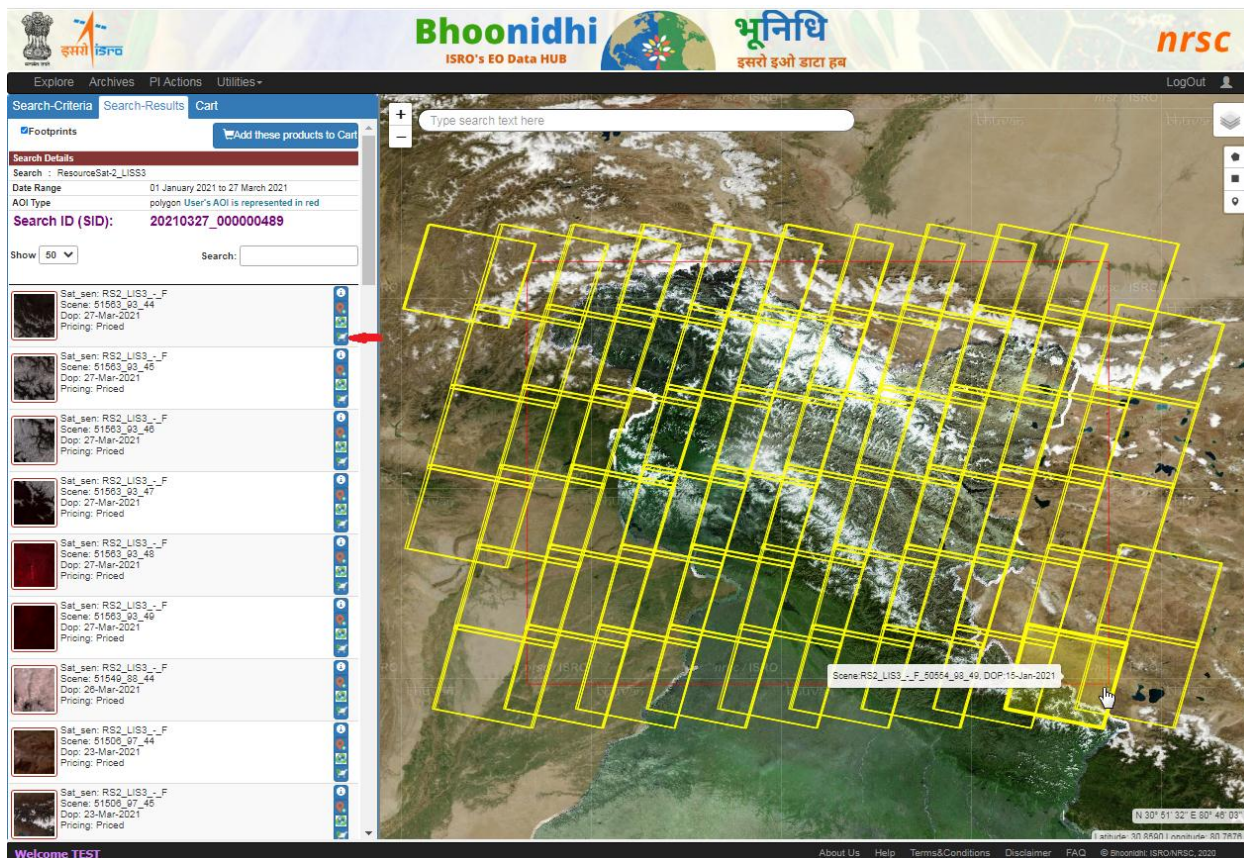 इसरो isro
Bhoonidhi
ISRO's EO Data HUB
भूनिधि
इसरो इओ डाटा हब
nrsc
Explore Archives PI Actions Utilities
LogOut
Search-Criteria Search-Results Cart
Footprints
Add these products to Cart
Search Details
Search : ResourceSat-2_LISS3
Date Range 01 January 2021 to 27 March 2021
AOI Type polygon User's AOI is represented in red
Search ID (SID): 20210327_000000489
Show 50 Search:
Sat_sen: RS2_LIS3_-_F
Scene: 51563_93_44
Dop: 27-Mar-2021
Pricing: Priced
Sat_sen: RS2_LIS3_-_F
Scene: 51563_93_45
Dop: 27-Mar-2021
Pricing: Priced
Sat_sen: RS2_LIS3_-_F
Scene: 51563_93_46
Dop: 27-Mar-2021
Pricing: Priced
Sat_sen: RS2_LIS3_-_F
Scene: 51563_93_47
Dop: 27-Mar-2021
Pricing: Priced
Sat_sen: RS2_LIS3_-_F
Scene: 51563_93_48
Dop: 27-Mar-2021
Pricing: Priced
Sat_sen: RS2_LIS3_-_F
Scene: 51563_93_49
Dop: 27-Mar-2021
Pricing: Priced
Sat_sen: RS2_LIS3_-_F
Scene: 51549_88_44
Dop: 26-Mar-2021
Pricing: Priced
Sat_sen: RS2_LIS3_-_F
Scene: 51506_97_44
Dop: 23-Mar-2021
Pricing: Priced
Sat_sen: RS2_LIS3_-_F
Scene: 51506_97_45
Dop: 23-Mar-2021
Pricing: Priced
+
Type search text here
−
Scene:RS2_LIS3_-_F_50554_98_49, DOP:15-Jan-2021
N 30° 51' 32" E 80° 46' 03"
Latitude: 30.8590 Longitude: 80.7676
Welcome TEST
About Us Help Terms&Conditions Disclaimer FAQ © Bhoonidhi: ISRO/NRSC, 2020